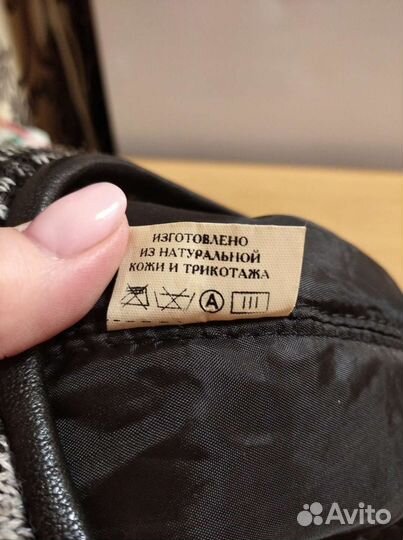 ИЗГОТОВЛЕНО
ИЗ НАТУРАЛЬНОЙ
КОЖИ И ТРИКОТАЖА
A
Avito